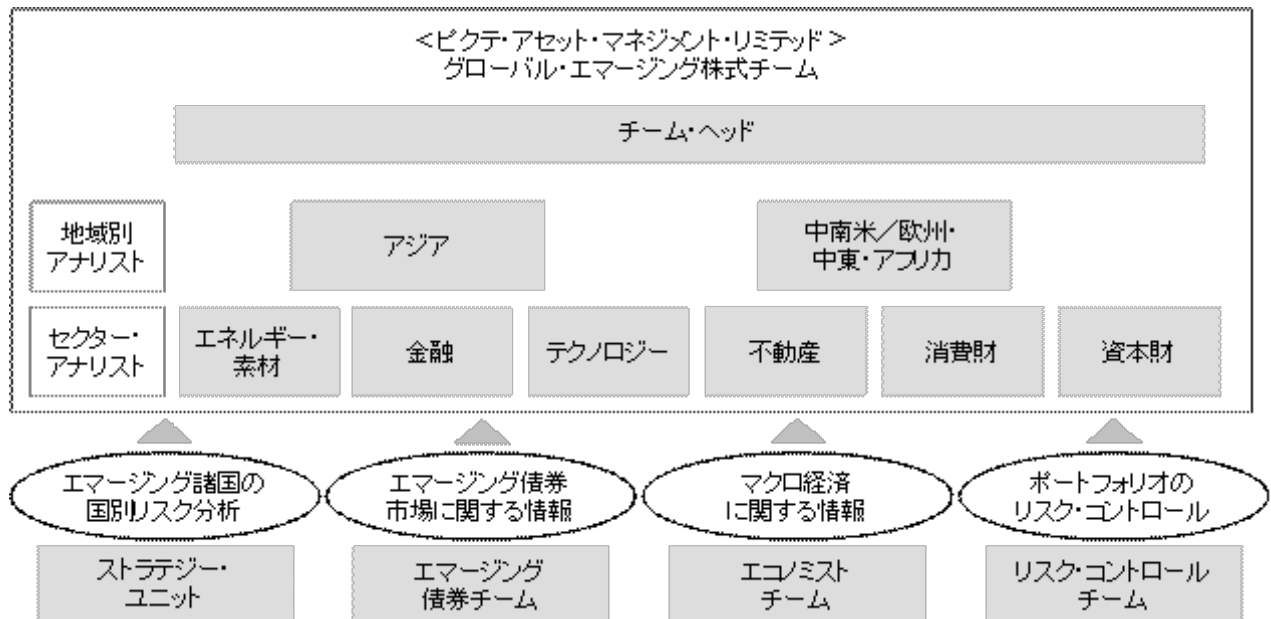 ＜ピクテ・アセット・マネジメント・リミテッド＞
グローバル・エマージング株式チーム
チーム・ヘッド
地域別
アナリスト
アジア
中南米／欧州・
中東・アフリカ
セクター・
アナリスト
エネルギー・
素材
金融
テクノロジー
不動産
消費財
資本財
エマージング諸国の
国別リスク分析
エマージング債券
市場に関する情報
マクロ経済
に関する情報
ポートフォリオの
リスク・コントロール
ストラテジー・
ユニット
エマージング
債券チーム
エコノミスト
チーム
リスク・コントロール
チーム